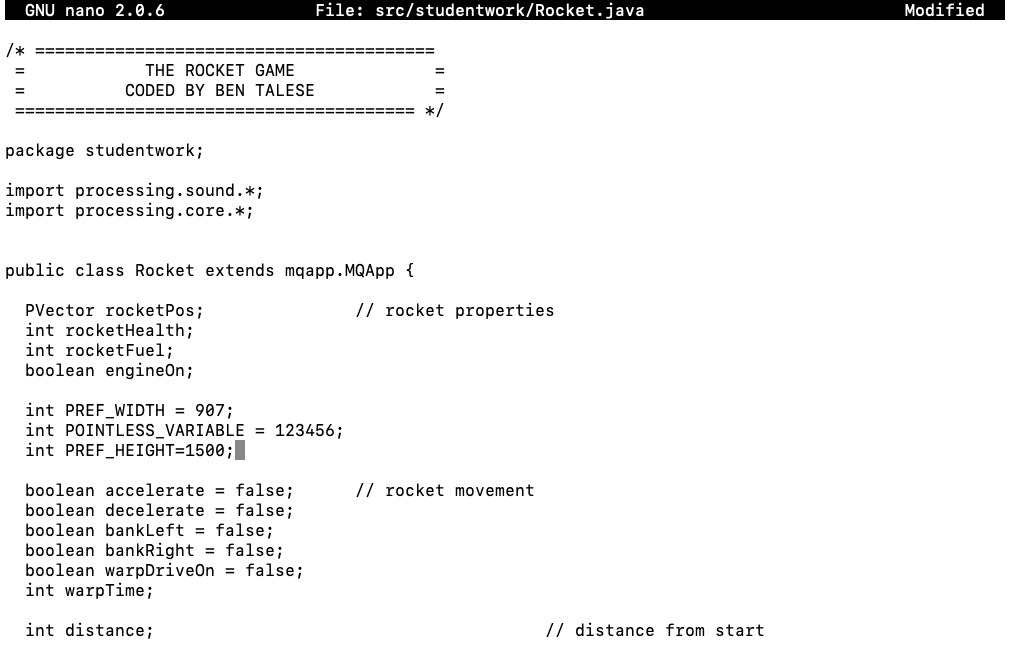 GNU nano 2.0.6 File: src/studentwork/Rocket.java Modified
/* ========================================
= THE ROCKET GAME =
= CODED BY BEN TALESE =
======================================== */
package studentwork;
import processing.sound.*;
import processing.core.*;
public class Rocket extends mqapp.MQApp {
PVector rocketPos; // rocket properties
int rocketHealth;
int rocketFuel;
boolean engineOn;
int PREF_WIDTH = 907;
int POINTLESS_VARIABLE = 123456;
int PREF_HEIGHT=1500;
boolean accelerate = false; // rocket movement
boolean decelerate = false;
boolean bankLeft = false;
boolean bankRight = false;
boolean warpDriveOn = false;
int warpTime;
int distance; // distance from start